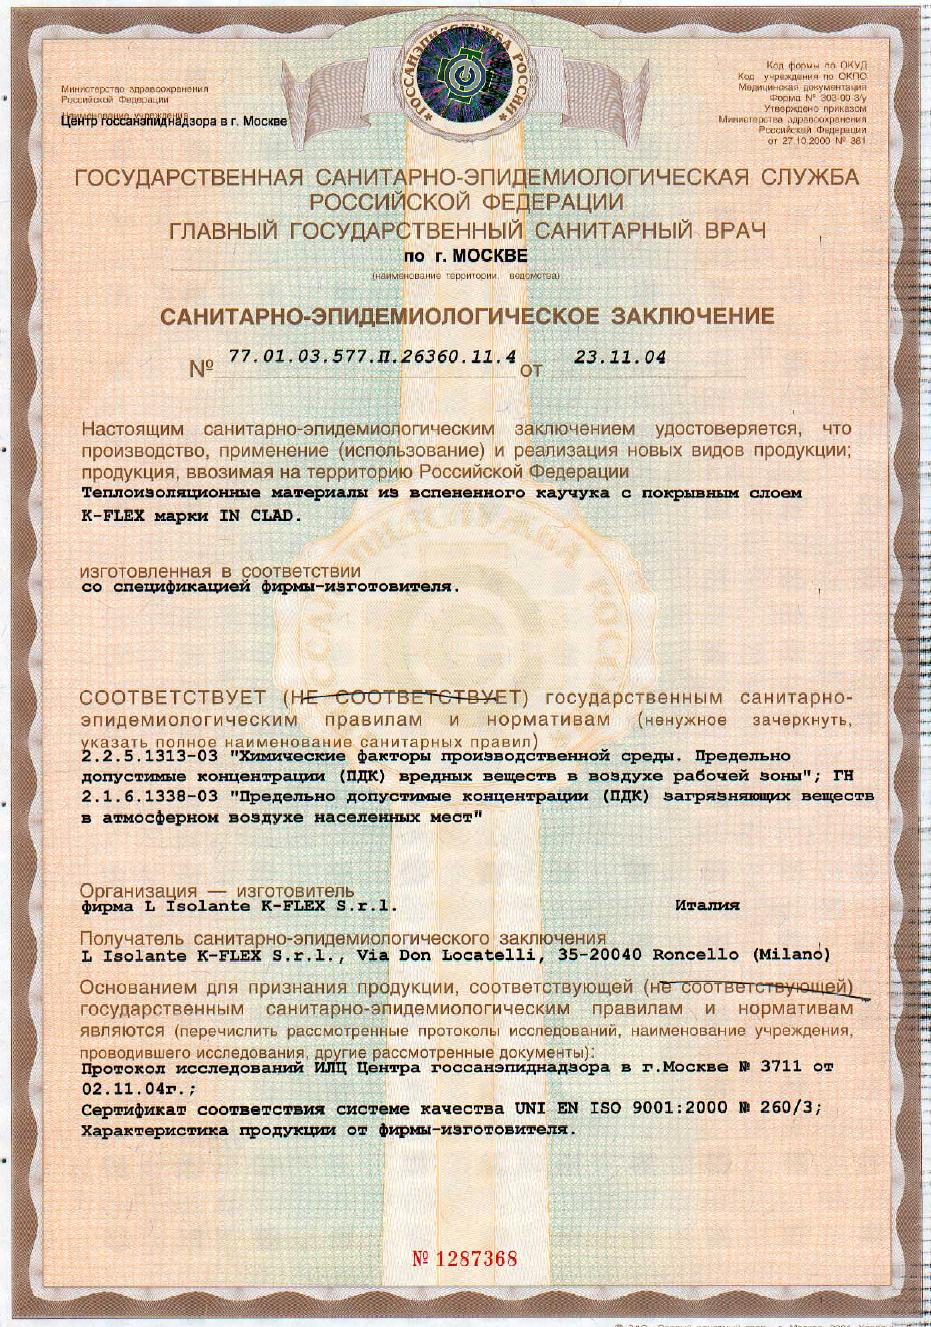 ГОССАНЭПИДСЛУЖБА РОССИИ
Министерство здравоохранения
Российской Федерации
Наименование учреждения
Центр госсанэпиднадзора в г. Москве
Код формы по ОКУД
Код учреждения по ОКПО
Медицинская документация
Форма № 303-00-3/у
Утверждено приказом
Министерства здравоохранения
Российской Федерации
от 27.10.2000 № 381
ГОСУДАРСТВЕННАЯ САНИТАРНО-ЭПИДЕМИОЛОГИЧЕСКАЯ СЛУЖБА
РОССИЙСКОЙ ФЕДЕРАЦИИ
ГЛАВНЫЙ ГОСУДАРСТВЕННЫЙ САНИТАРНЫЙ ВРАЧ
по г. МОСКВЕ
(наименование территории, ведомства)
САНИТАРНО-ЭПИДЕМИОЛОГИЧЕСКОЕ ЗАКЛЮЧЕНИЕ
№ 77.01.03.577.П.26360.11.4 от 23.11.04
Настоящим санитарно-эпидемиологическим заключением удостоверяется, что
производство, применение (использование) и реализация новых видов продукции;
продукция, ввозимая на территорию Российской Федерации
Теплоизоляционные материалы из вспененного каучука с покрывным слоем
K-FLEX марки IN CLAD.
изготовленная в соответствии
со спецификацией фирмы-изготовителя.
СООТВЕТСТВУЕТ (НЕ СООТВЕТСТВУЕТ) государственным санитарно-
эпидемиологическим правилам и нормативам (ненужное зачеркнуть,
указать полное наименование санитарных правил)
2.2.5.1313-03 "Химические факторы производственной среды. Предельно
допустимые концентрации (ПДК) вредных веществ в воздухе рабочей зоны"; ГН
2.1.6.1338-03 "Предельно допустимые концентрации (ПДК) загрязняющих веществ
в атмосферном воздухе населенных мест"
Организация — изготовитель
фирма L Isolante K-FLEX S.r.l. Италия
Получатель санитарно-эпидемиологического заключения
L Isolante K-FLEX S.r.l., Via Don Locatelli, 35-20040 Roncello (Milano)
Основанием для признания продукции, соответствующей (не соответствующей)
государственным санитарно-эпидемиологическим правилам и нормативам
являются (перечислить рассмотренные протоколы исследований, наименование учреждения,
проводившего исследования, другие рассмотренные документы):
Протокол исследований ИЛЦ Центра госсанэпиднадзора в г.Москве № 3711 от
02.11.04г.;
Сертификат соответствия системе качества UNI EN ISO 9001:2000 № 260/3;
Характеристика продукции от фирмы-изготовителя.
№ 1287368